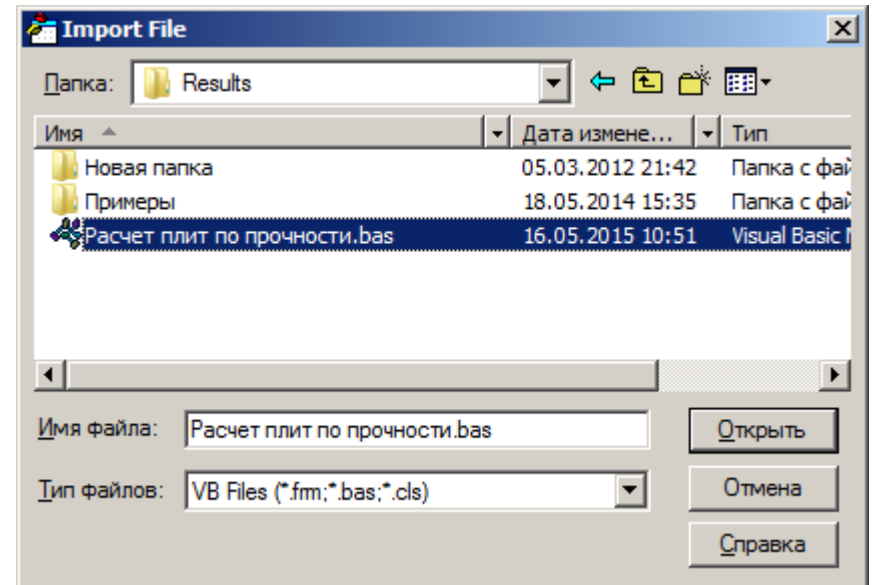 Import File
Папка: Results
Имя Дата измене... Тип
Новая папка 05.03.2012 21:42 Папка с фай
Примеры 18.05.2014 15:35 Папка с фай
Расчет плит по прочности.bas 16.05.2015 10:51 Visual Basic
Имя файла: Расчет плит по прочности.bas Открыть
Тип файлов: VB Files (*.frm;*.bas;*.cls) Отмена
Справка